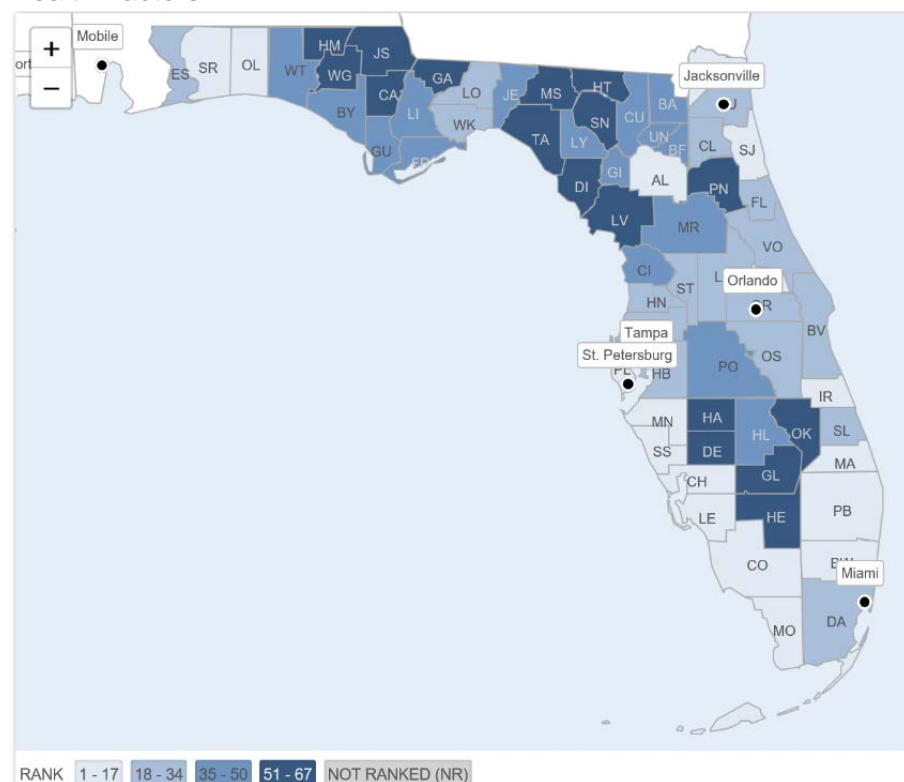 +
−
Mobile
ES
SR
OL
WT
HM
JS
WG
CA
GA
BY
LI
GU
FR
LO
WK
JE
MS
HT
BA
TA
SN
CU
LY
UN
BF
GI
DI
AL
LV
Jacksonville
CL
SJ
PN
FL
MR
VO
CI
ST
HN
Orlando
BV
Tampa
OS
St. Petersburg
PO
HB
IR
MN
HA
HL
OK
SL
SS
DE
GL
MA
CH
LE
HE
PB
CO
Miami
MO
DA
RANK 1 - 17 18 - 34 35 - 50 51 - 67 NOT RANKED (NR)